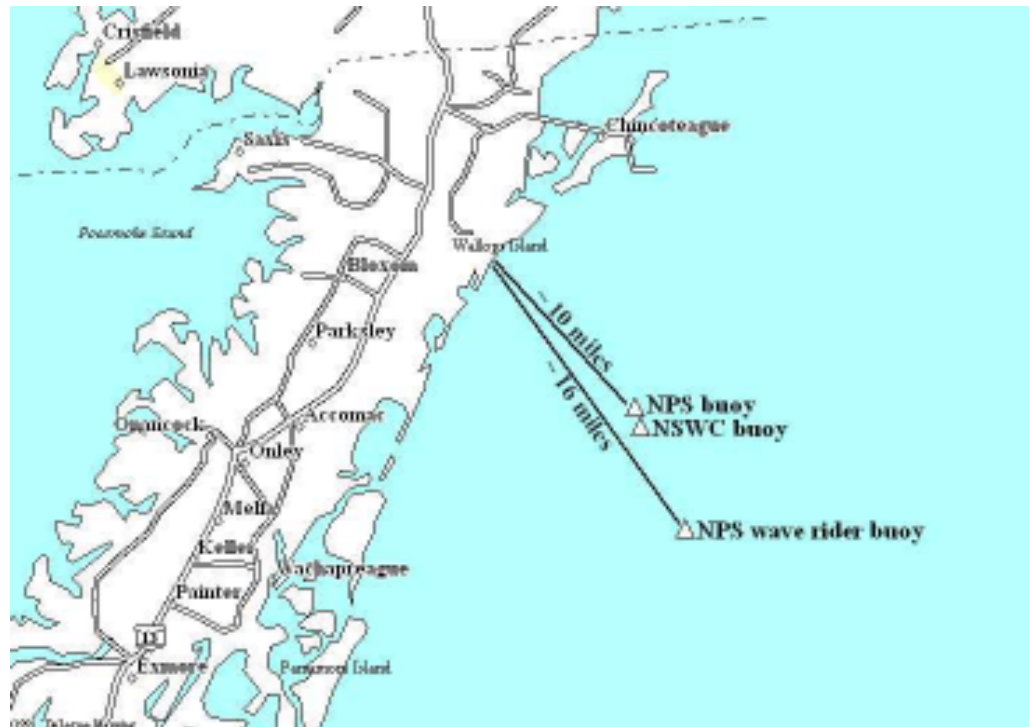 Crisfield
Lawsonia
Saxis
Chincoteague
Pocomoke Sound
Wallops Island
Bloxom
~ 10 miles
Parksley
~ 16 miles
NPS buoy
Accomac
Onancock
NSWC buoy
Onley
Melfa
NPS wave rider buoy
Keller
Wachapreague
Painter
13
Exmore
Parramore Island